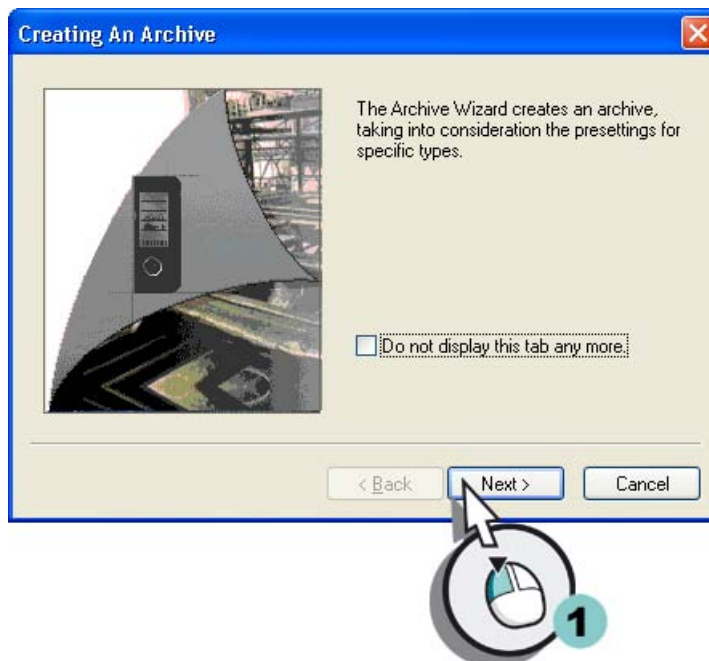 Creating An Archive
The Archive Wizard creates an archive,
taking into consideration the presettings for
specific types.
Do not display this tab any more.
< Back
Next >
Cancel
1